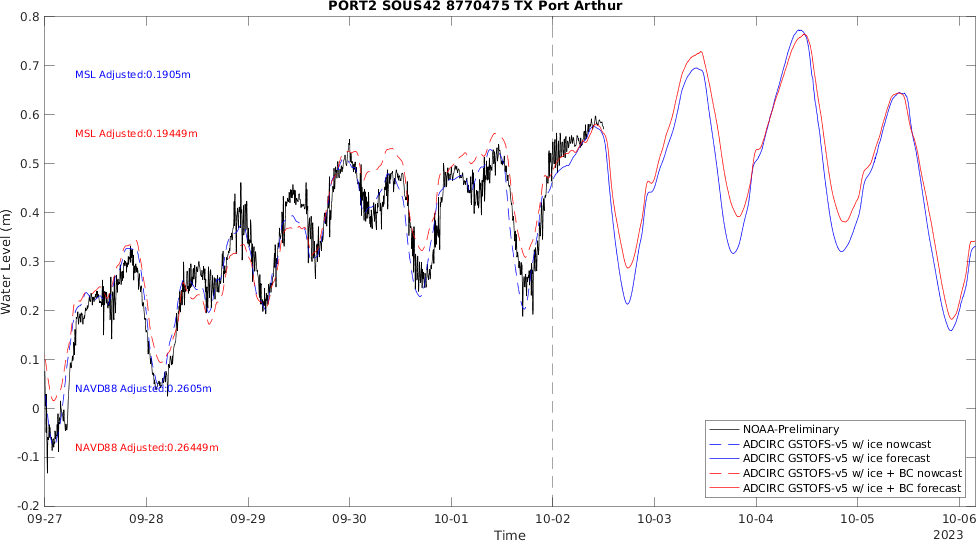 PORT2 SOUS42 8770475 TX Port Arthur
0.8
0.7
0.6
0.5
0.4
0.3
0.2
0.1
0
-0.1
-0.2
Water Level (m)
MSL Adjusted:0.1905m
MSL Adjusted:0.19449m
NAVD88 Adjusted:0.2605m
NAVD88 Adjusted:0.26449m
NOAA-Preliminary
ADCIRC GSTOFS-v5 w/ ice nowcast
ADCIRC GSTOFS-v5 w/ ice forecast
ADCIRC GSTOFS-v5 w/ ice + BC nowcast
ADCIRC GSTOFS-v5 w/ ice + BC forecast
09-27 09-28 09-29 09-30 10-01 10-02 10-03 10-04 10-05 10-06
Time
2023